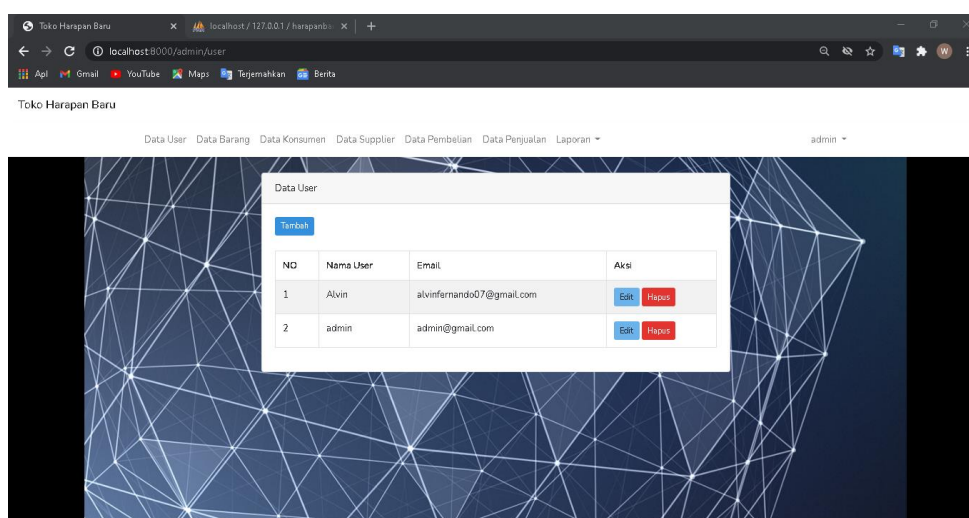 Toko Harapan Baru
localhost / 127.0.0.1 / harapanb
localhost:8000/admin/user
W
Apl Gmail YouTube Maps Terjemahkan Berita
Toko Harapan Baru
Data User Data Barang Data Konsumen Data Supplier Data Pembelian Data Penjualan Laporan admin
Data User
Tambah
NO Nama User Email Aksi
1 Alvin alvinfernando07@gmail.com Edit Hapus
2 admin admin@gmail.com Edit Hapus